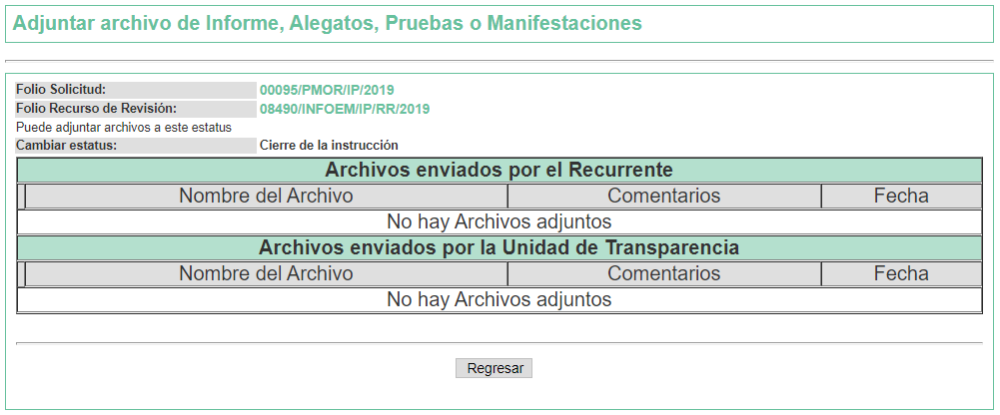 Adjuntar archivo de Informe, Alegatos, Pruebas o Manifestaciones
Folio Solicitud: 00095/PMOR/IP/2019
Folio Recurso de Revisión: 08490/INFOEM/IP/RR/2019
Puede adjuntar archivos a este estatus
Cambiar estatus: Cierre de la instrucción
Archivos enviados por el Recurrente
Nombre del Archivo Comentarios Fecha
No hay Archivos adjuntos
Archivos enviados por la Unidad de Transparencia
Nombre del Archivo Comentarios Fecha
No hay Archivos adjuntos
Regresar